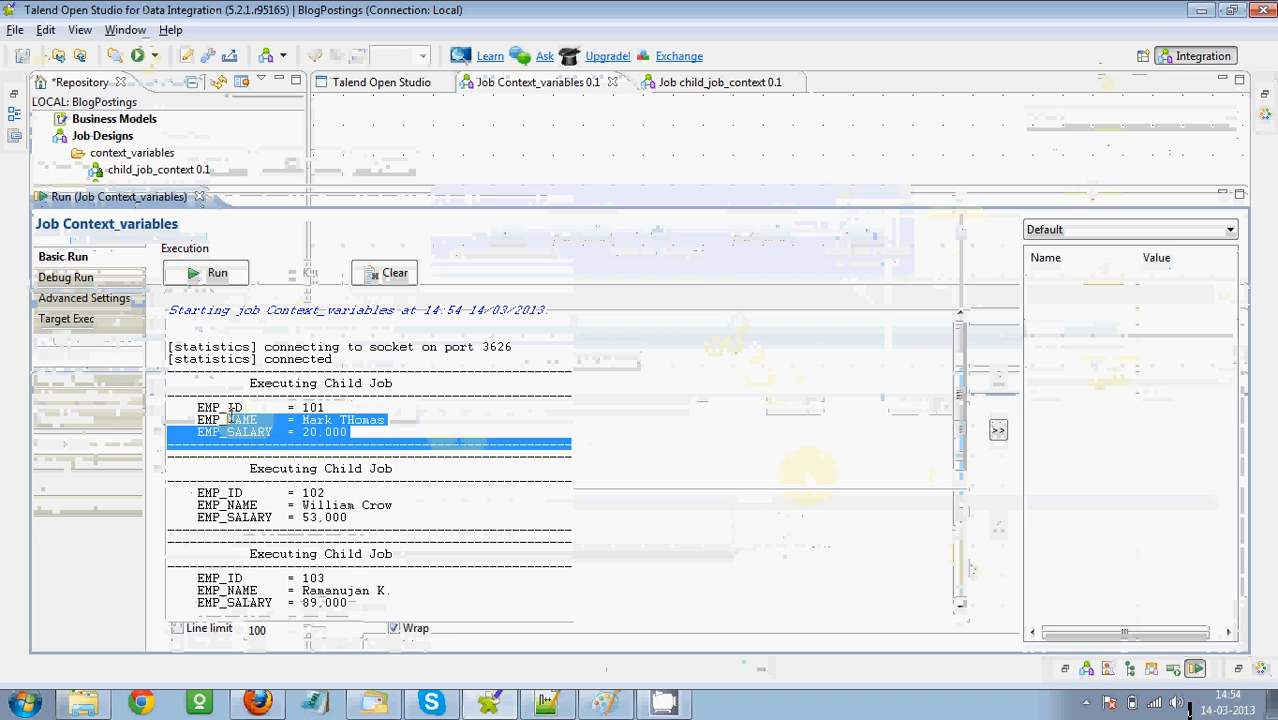 Talend Open Studio for Data Integration (5.2.1.r95165) | BlogPostings (Connection: Local)
File Edit View Window Help
Learn Ask Upgrade! Exchange Integration
*Repository Talend Open Studio Job Context_variables 0.1 Job child_job_context 0.1
LOCAL: BlogPostings
Business Models
Job Designs
context_variables
child_job_context 0.1
Run (Job Context_variables)
Job Context_variables
Execution
Default
Basic Run
Debug Run
Advanced Settings
Target Exec
Run Clear
Name Value
Starting job Context_variables at 14:54 14/03/2013.
[statistics] connecting to socket on port 3626
[statistics] connected
Executing Child Job
EMP_ID = 101
EMP_NAME = Mark THomas
EMP_SALARY = 20,000
Executing Child Job
EMP_ID = 102
EMP_NAME = William Crow
EMP_SALARY = 53,000
Executing Child Job
EMP_ID = 103
EMP_NAME = Ramanujan K.
EMP_SALARY = 89,000
>>
Line limit 100 Wrap
14:54
14-03-2013